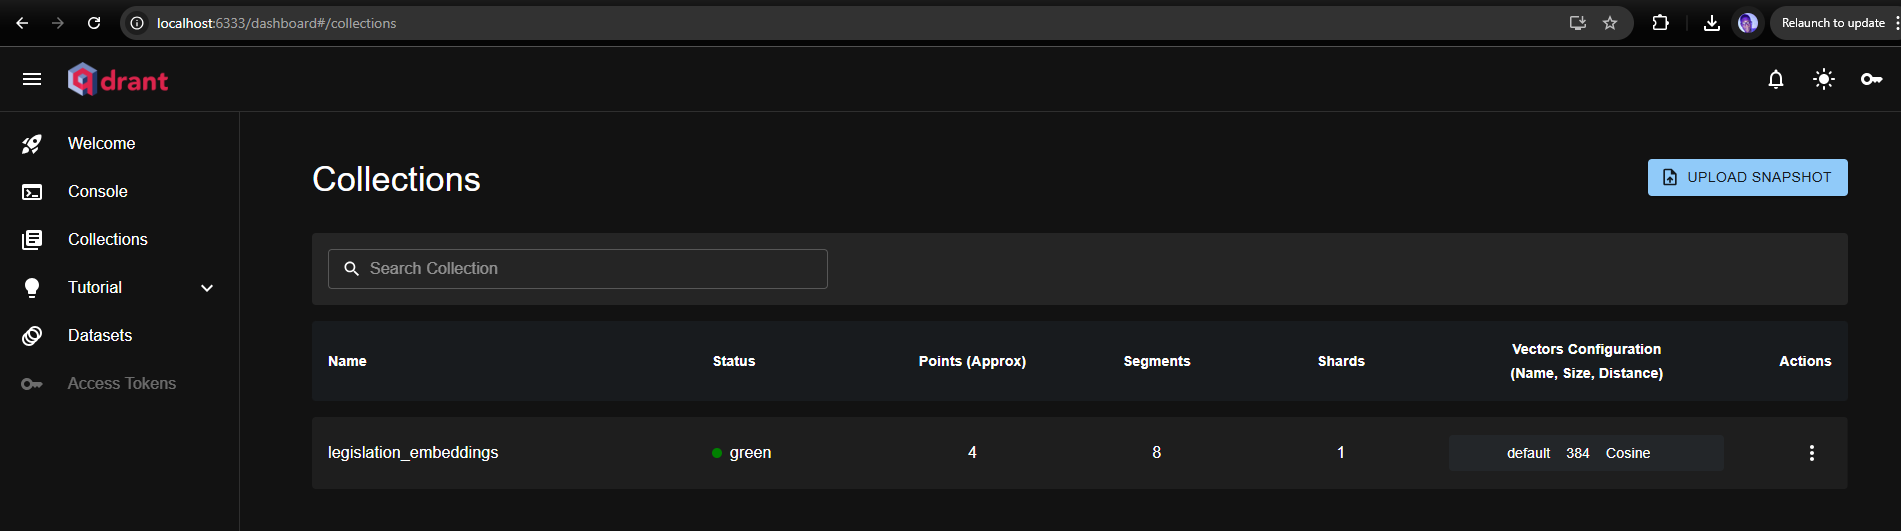 localhost:6333/dashboard#/collections
Relaunch to update
qdrant
Welcome
Console
Collections
Tutorial
Datasets
Access Tokens
Collections
UPLOAD SNAPSHOT
Search Collection
Name Status Points (Approx) Segments Shards Vectors Configuration Actions
(Name, Size, Distance)
legislation_embeddings green 4 8 1 default 384 Cosine